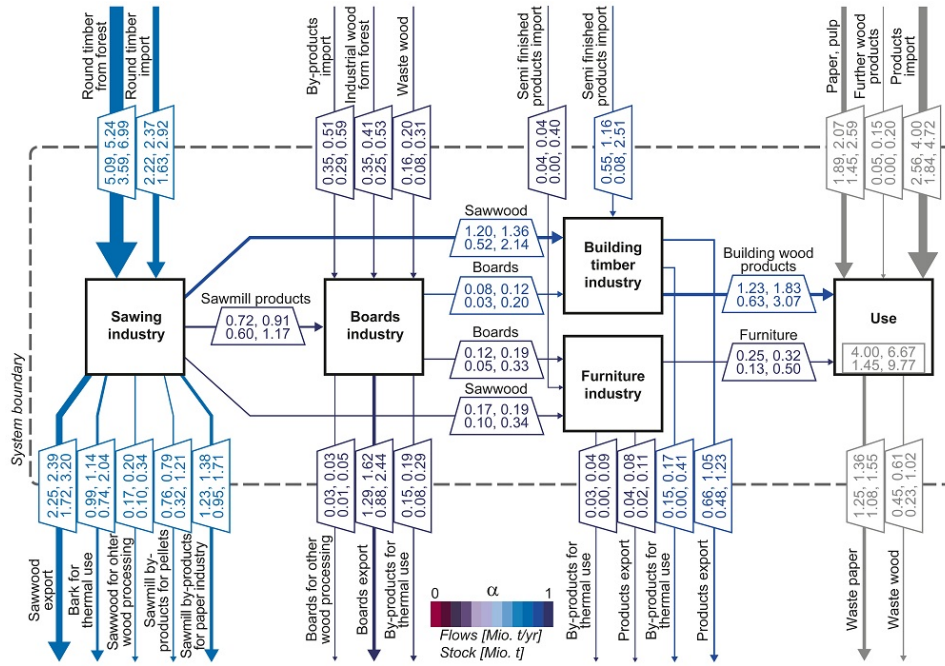 Round timber
from forest
Round timber
import
By-products
import
Industrial wood
form forest
Waste wood
Semi finished
products import
Semi finished
products import
Paper, pulp
Further wood
products
Products import
5.09, 5.24
3.59, 6.99
2.22, 2.37
1.63, 2.92
0.35, 0.51
0.29, 0.59
0.35, 0.41
0.25, 0.53
0.16, 0.20
0.08, 0.31
0.04, 0.04
0.00, 0.40
0.55, 1.16
0.08, 2.51
1.89, 2.07
1.45, 2.59
0.05, 0.15
0.00, 0.20
2.56, 4.00
1.84, 4.72
Sawwood
1.20, 1.36
0.52, 2.14
Building
timber
industry
Boards
0.08, 0.12
0.03, 0.20
Building wood
products
1.23, 1.83
0.63, 3.07
Sawing
industry
Sawmill products
0.72, 0.91
0.60, 1.17
Boards
industry
Use
4.00, 6.67
1.45, 9.77
Boards
0.12, 0.19
0.05, 0.33
Furniture
industry
Furniture
0.25, 0.32
0.13, 0.50
Sawwood
0.17, 0.19
0.10, 0.34
System boundary
2.25, 2.39
1.72, 3.20
0.99, 1.14
0.74, 2.04
0.17, 0.20
0.10, 0.34
0.76, 0.79
0.32, 1.21
1.23, 1.38
0.95, 1.71
0.03, 0.03
0.01, 0.05
1.29, 1.62
0.88, 2.44
0.15, 0.19
0.08, 0.29
0.03, 0.04
0.00, 0.09
0.04, 0.08
0.02, 0.11
0.15, 0.17
0.00, 0.41
0.66, 1.05
0.48, 1.23
1.25, 1.36
1.08, 1.55
0.45, 0.61
0.23, 1.02
Sawwood
export
Bark for
thermal use
Sawwood for ohter
wood processing
Sawmill by-
products for pellets
Sawmill by-products
for paper industry
Boards for other
wood processing
Boards export
By-products for
thermal use
By-products for
thermal use
Products export
By-products for
thermal use
Products export
Waste paper
Waste wood
0 α 1
Flows [Mio. t/yr]
Stock [Mio. t]